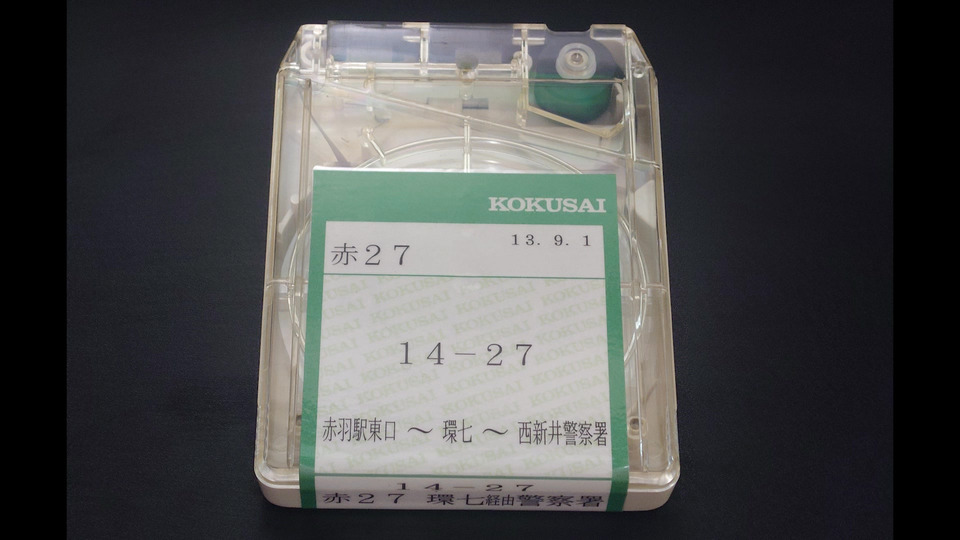 KOKUSAI
赤27 13. 9. 1
14-27
赤羽駅東口 ～ 環七 ～ 西新井警察署
14-27
赤27 環七経由警察署